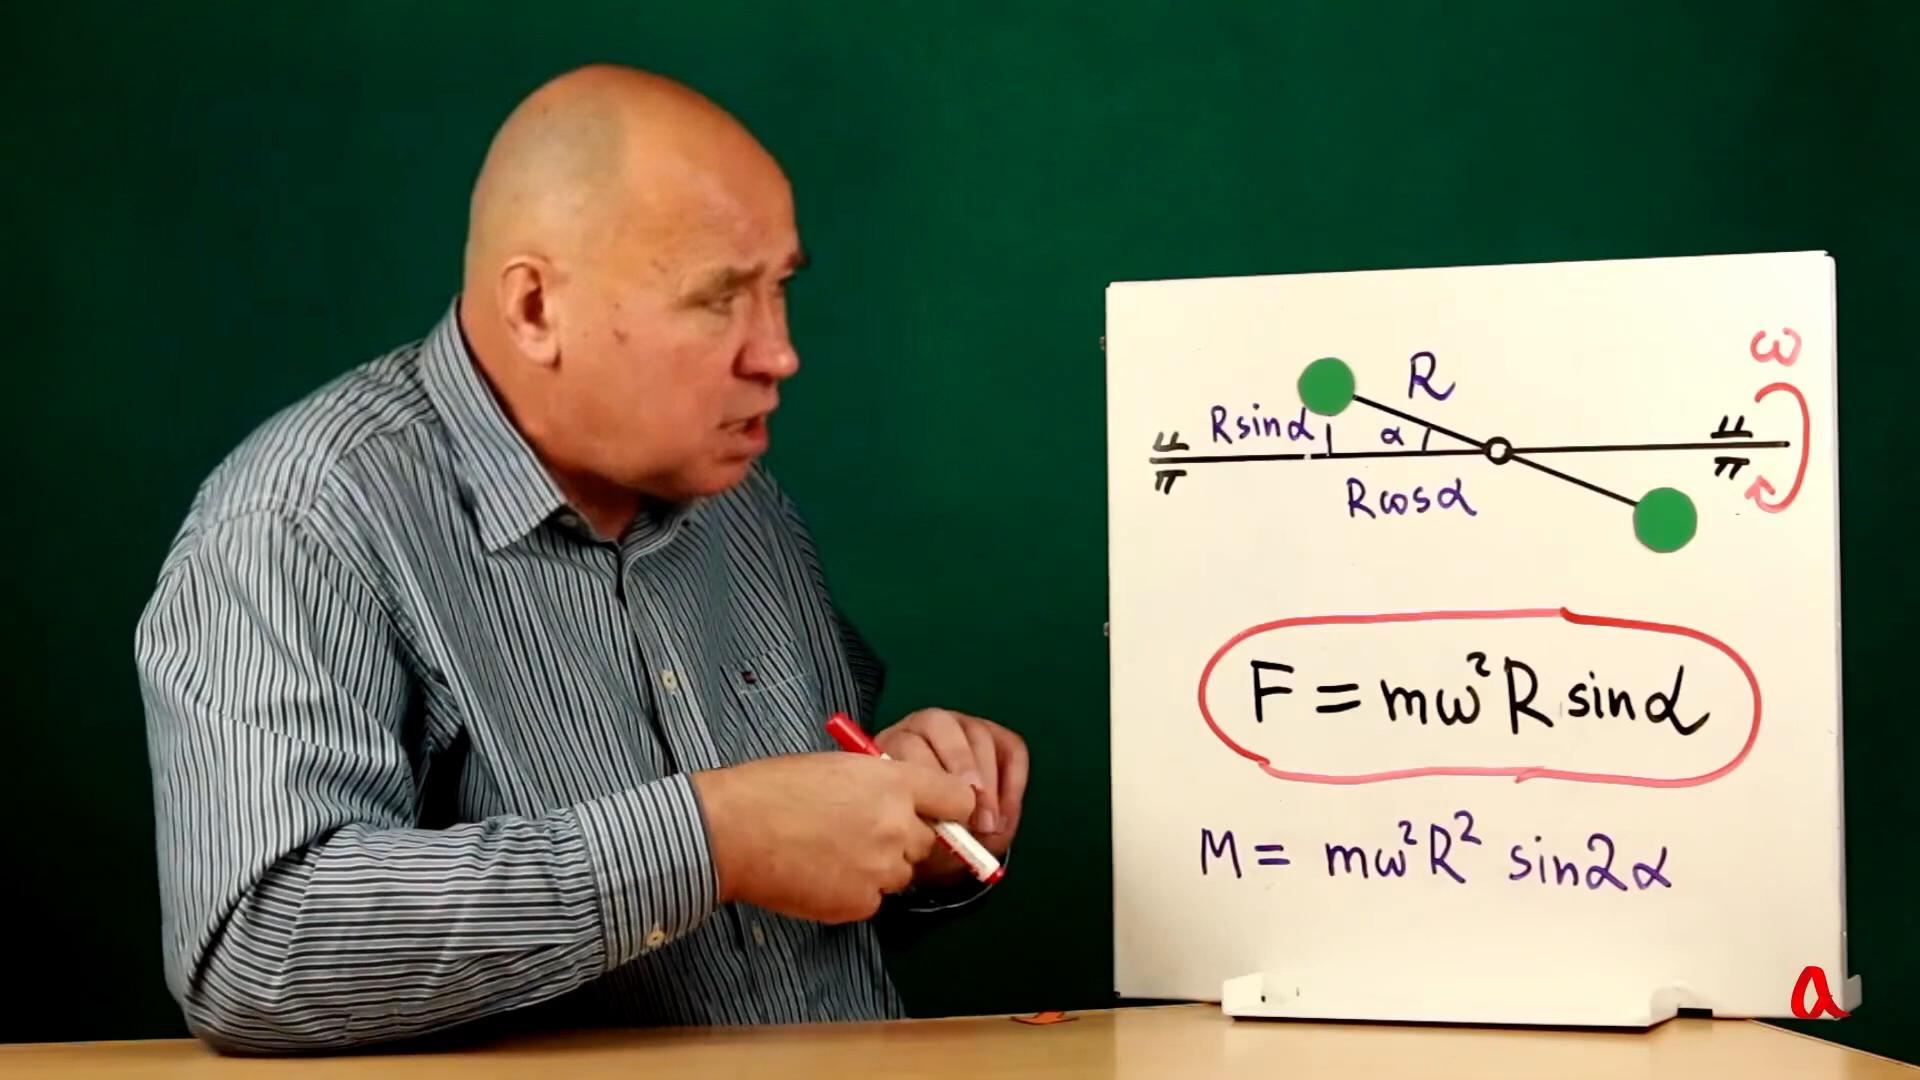 ω
R
Rsinα
α
Rcosα
F = mω²R sinα
M = mω²R² sin2α
a